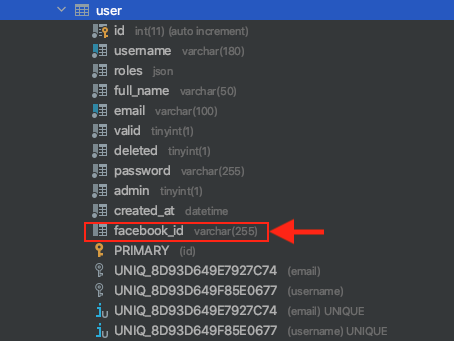 user
id int(11) (auto increment)
username varchar(180)
roles json
full_name varchar(50)
email varchar(100)
valid tinyint(1)
deleted tinyint(1)
password varchar(255)
admin tinyint(1)
created_at datetime
facebook_id varchar(255)
PRIMARY (id)
UNIQ_8D93D649E7927C74 (email)
UNIQ_8D93D649F85E0677 (username)
UNIQ_8D93D649E7927C74 (email) UNIQUE
UNIQ_8D93D649F85E0677 (username) UNIQUE